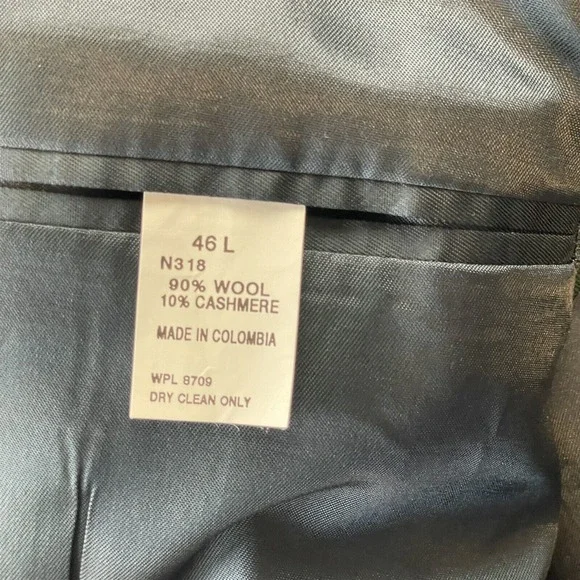 46 L
N318
90% WOOL
10% CASHMERE
MADE IN COLOMBIA
WPL 8709
DRY CLEAN ONLY